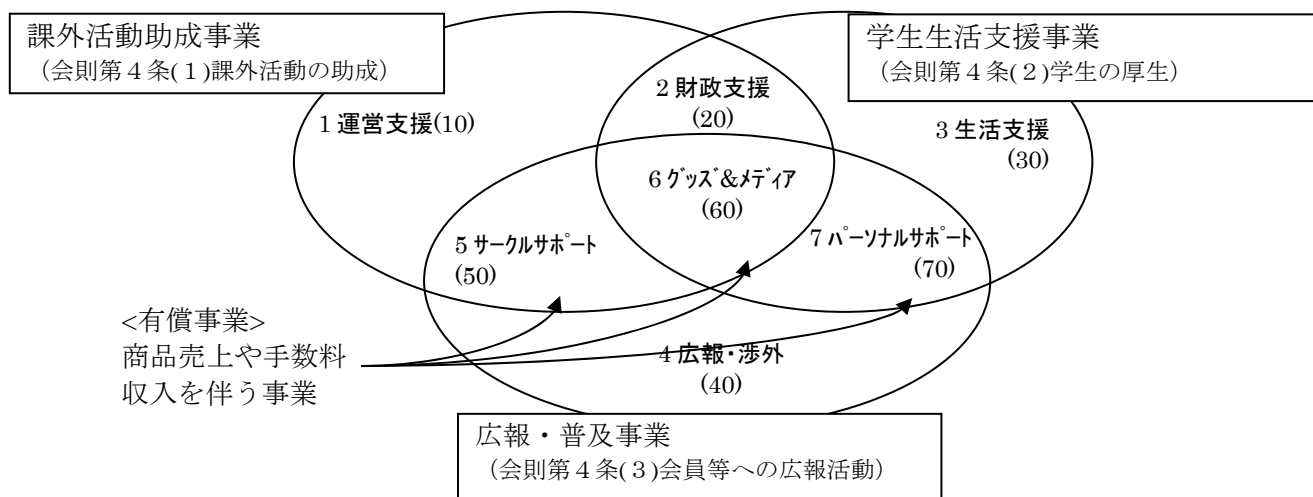 課外活動助成事業
（会則第４条(１)課外活動の助成）
学生生活支援事業
（会則第４条(２)学生の厚生）
1 運営支援(10)
2 財政支援
(20)
3 生活支援
(30)
6 ｸﾞｯｽﾞ&ﾒﾃﾞｨｱ
(60)
5 ｻｰｸﾙｻﾎﾟｰﾄ
(50)
7 ﾊﾟｰｿﾅﾙｻﾎﾟｰﾄ
(70)
<有償事業>
商品売上や手数料
収入を伴う事業
4 広報・渉外
(40)
広報・普及事業
（会則第４条(３)会員等への広報活動）